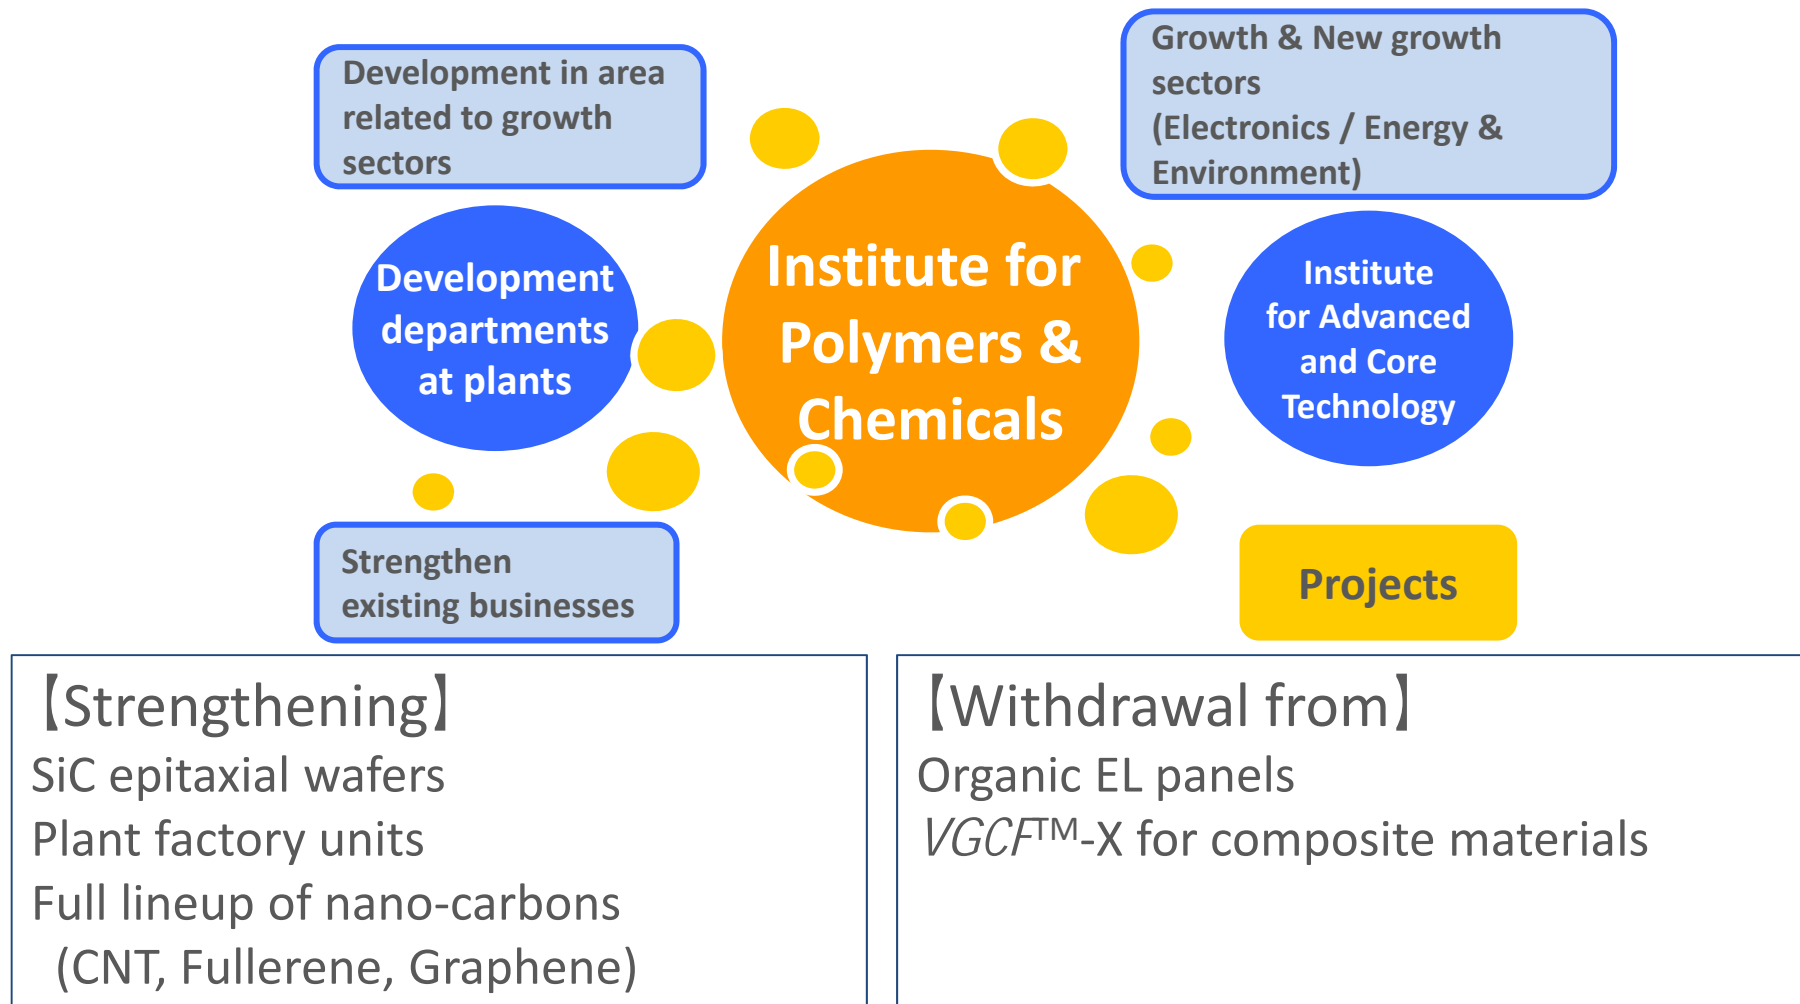 Development in area
related to growth
sectors
Growth & New growth
sectors
(Electronics / Energy &
Environment)
Development
departments
at plants
Institute for
Polymers &
Chemicals
Institute
for Advanced
and Core
Technology
Strengthen
existing businesses
Projects
【Strengthening】
SiC epitaxial wafers
Plant factory units
Full lineup of nano-carbons
(CNT, Fullerene, Graphene)
【Withdrawal from】
Organic EL panels
VGCF™-X for composite materials